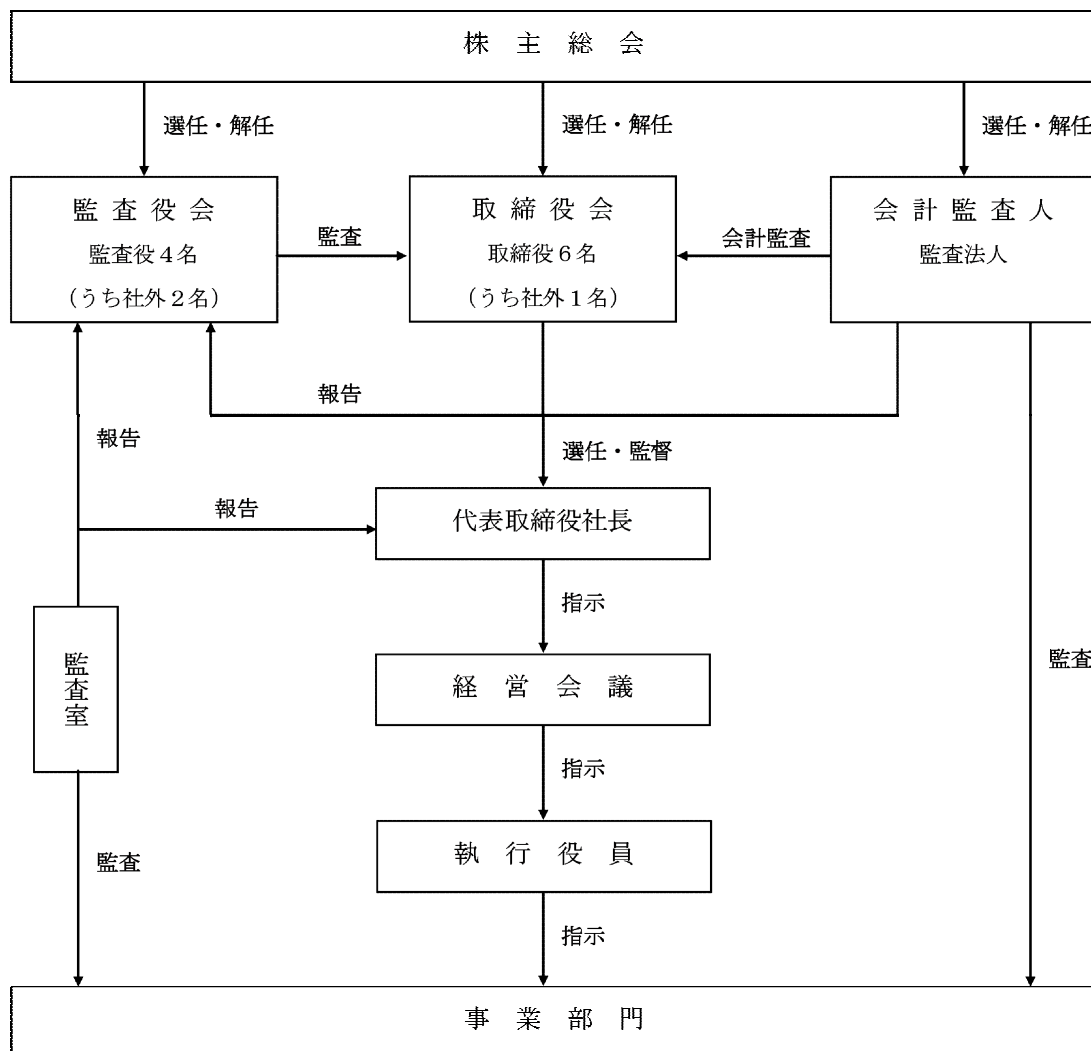 株主総会
選任・解任
選任・解任
選任・解任
監査役会
監査役４名
（うち社外２名）
監査
取締役会
取締役６名
（うち社外１名）
会計監査
会計監査人
監査法人
報告
報告
選任・監督
報告
代表取締役社長
指示
監査室
経営会議
監査
指示
監査
執行役員
指示
事業部門